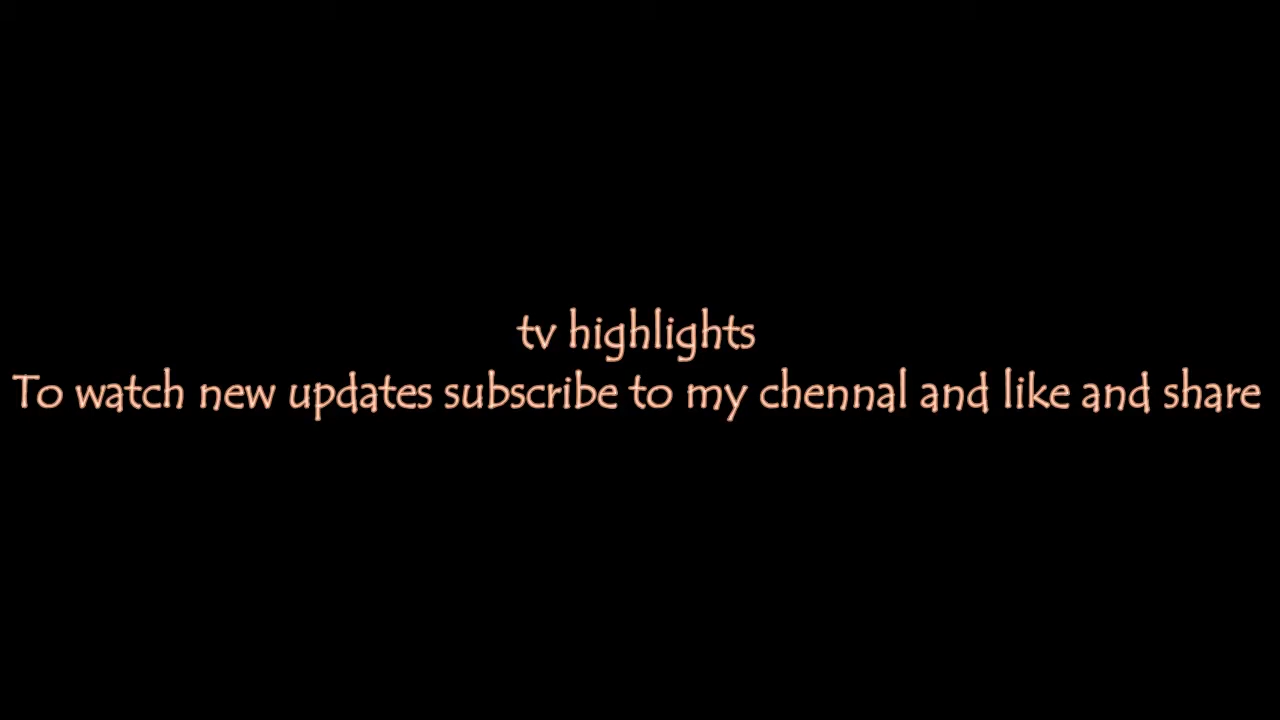 tv highlights
To watch new updates subscribe to my chennal and like and share